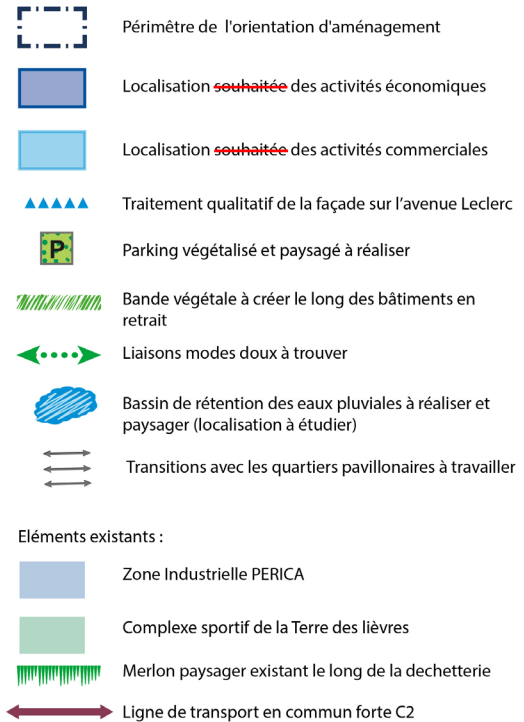 Périmêtre de l'orientation d'aménagement
Localisation souhaitée des activités économiques
Localisation souhaitée des activités commerciales
Traitement qualitatif de la façade sur l'avenue Leclerc
P
Parking végétalisé et paysagé à réaliser
Bande végétale à créer le long des bâtiments en
retrait
Liaisons modes doux à trouver
Bassin de rétention des eaux pluviales à réaliser et
paysager (localisation à étudier)
Transitions avec les quartiers pavillonaires à travailler
Eléments existants :
Zone Industrielle PERICA
Complexe sportif de la Terre des lièvres
Merlon paysager existant le long de la dechetterie
Ligne de transport en commun forte C2